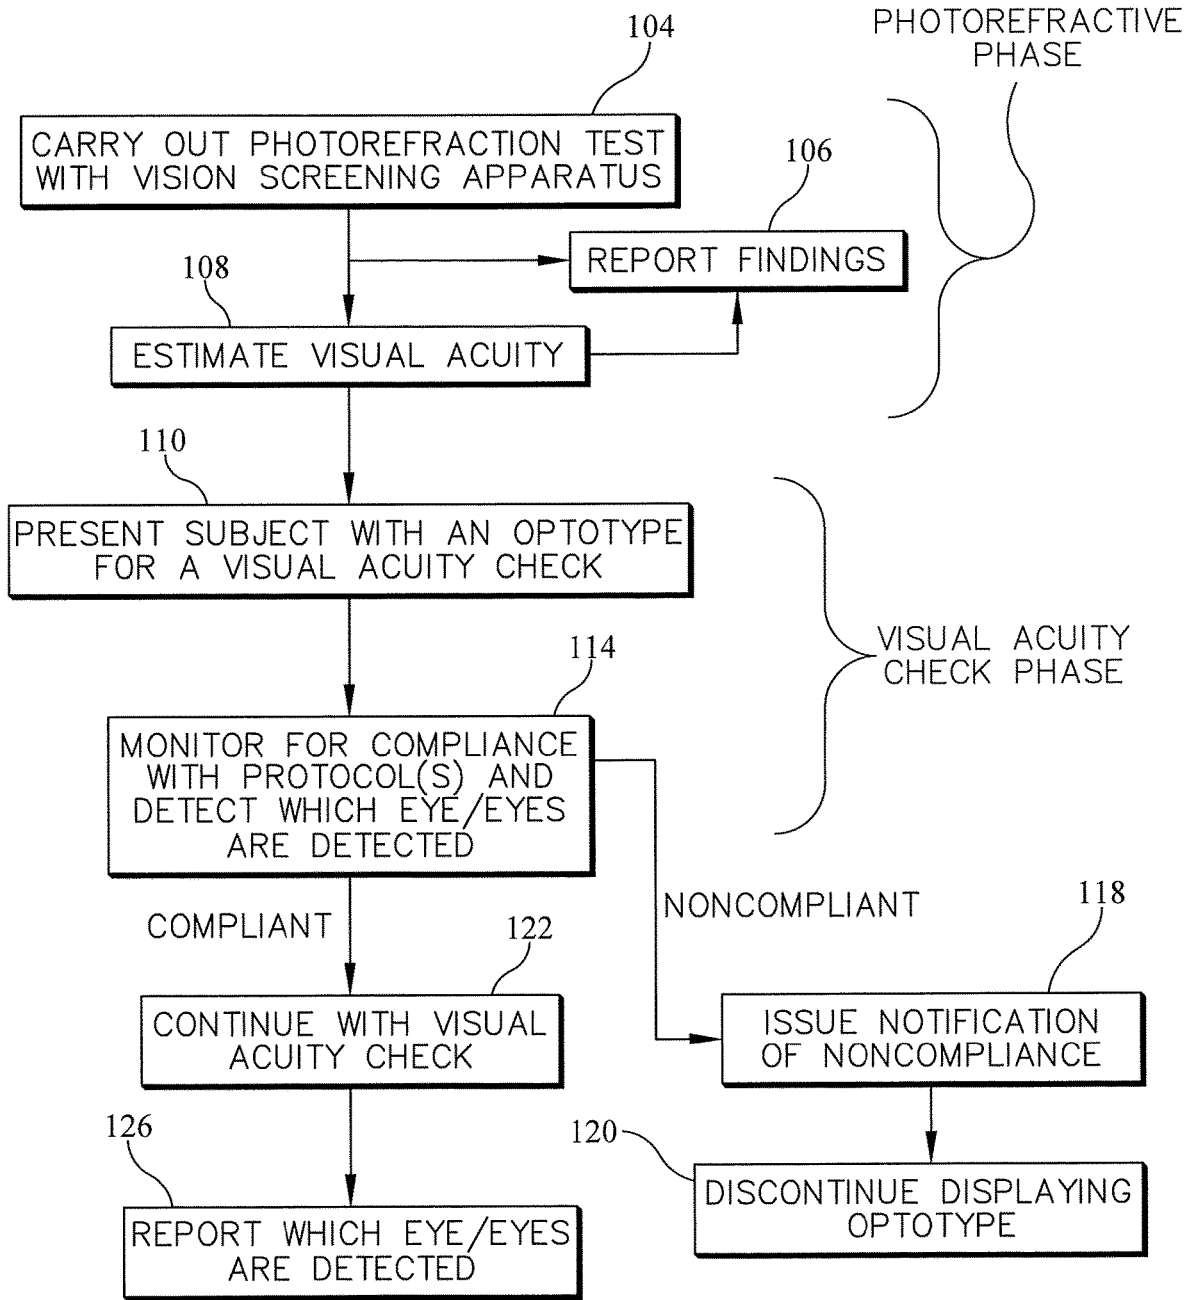 PHOTOREFRACTIVE
PHASE
104
CARRY OUT PHOTOREFRACTION TEST
WITH VISION SCREENING APPARATUS
106
REPORT FINDINGS
108
ESTIMATE VISUAL ACUITY
110
PRESENT SUBJECT WITH AN OPTOTYPE
FOR A VISUAL ACUITY CHECK
VISUAL ACUITY
CHECK PHASE
114
MONITOR FOR COMPLIANCE
WITH PROTOCOL(S) AND
DETECT WHICH EYE/EYES
ARE DETECTED
COMPLIANT
NONCOMPLIANT
122
CONTINUE WITH VISUAL
ACUITY CHECK
118
ISSUE NOTIFICATION
OF NONCOMPLIANCE
126
REPORT WHICH EYE/EYES
ARE DETECTED
120
DISCONTINUE DISPLAYING
OPTOTYPE